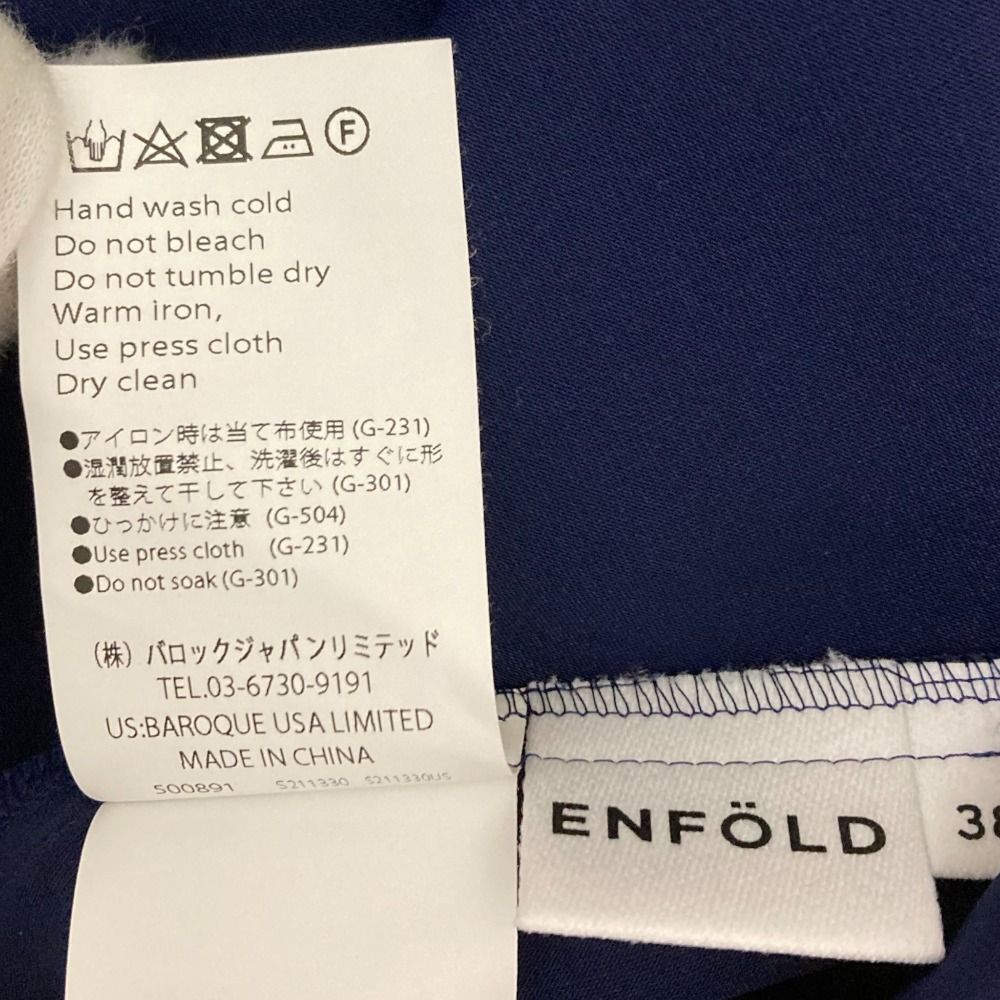 F
Hand wash cold
Do not bleach
Do not tumble dry
Warm iron,
Use press cloth
Dry clean
●アイロン時は当て布使用 (G-231)
●湿潤放置禁止、洗濯後はすぐに形
を整えて干して下さい (G-301)
●ひっかけに注意 (G-504)
●Use press cloth (G-231)
●Do not soak (G-301)
(株) バロックジャパンリミテッド
TEL.03-6730-9191
US:BAROQUE USA LIMITED
MADE IN CHINA
500891 S211330 S211330US
ENFÖLD
38